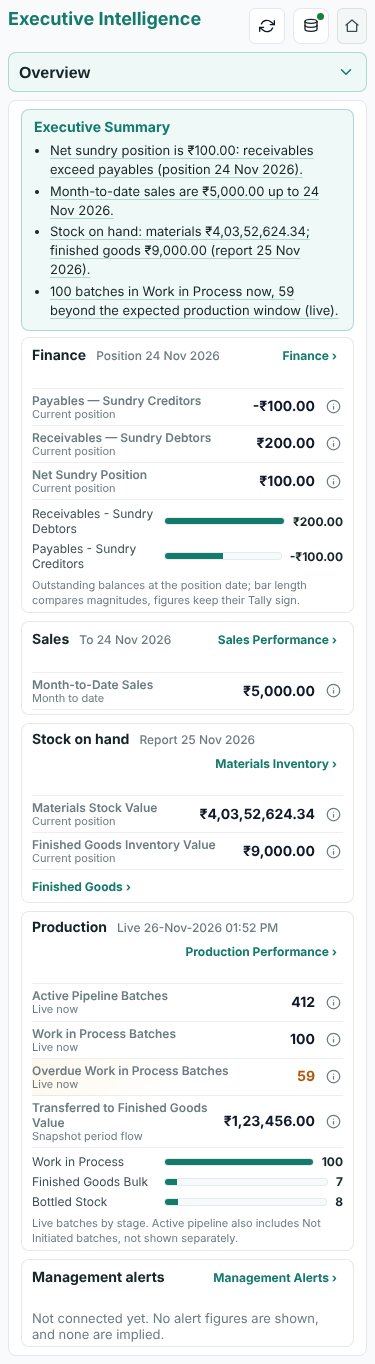 Executive Intelligence
Overview
Executive Summary
• Net sundry position is ₹100.00: receivables
exceed payables (position 24 Nov 2026).
• Month-to-date sales are ₹5,000.00 up to 24
Nov 2026.
• Stock on hand: materials ₹4,03,52,624.34;
finished goods ₹9,000.00 (report 25 Nov
2026).
• 100 batches in Work in Process now, 59
beyond the expected production window (live).
Finance Position 24 Nov 2026 Finance ›
Payables — Sundry Creditors
Current position
-₹100.00
Receivables — Sundry Debtors
Current position
₹200.00
Net Sundry Position
Current position
₹100.00
Receivables - Sundry
Debtors
₹200.00
Payables - Sundry
Creditors
-₹100.00
Outstanding balances at the position date; bar length
compares magnitudes, figures keep their Tally sign.
Sales To 24 Nov 2026 Sales Performance ›
Month-to-Date Sales
Month to date
₹5,000.00
Stock on hand Report 25 Nov 2026
Materials Inventory ›
Materials Stock Value
Current position
₹4,03,52,624.34
Finished Goods Inventory Value
Current position
₹9,000.00
Finished Goods ›
Production Live 26-Nov-2026 01:52 PM
Production Performance ›
Active Pipeline Batches
Live now
412
Work in Process Batches
Live now
100
Overdue Work in Process Batches
Live now
59
Transferred to Finished Goods
Value
Snapshot period flow
₹1,23,456.00
Work in Process 100
Finished Goods Bulk 7
Bottled Stock 8
Live batches by stage. Active pipeline also includes Not
Initiated batches, not shown separately.
Management alerts Management Alerts ›
Not connected yet. No alert figures are shown,
and none are implied.